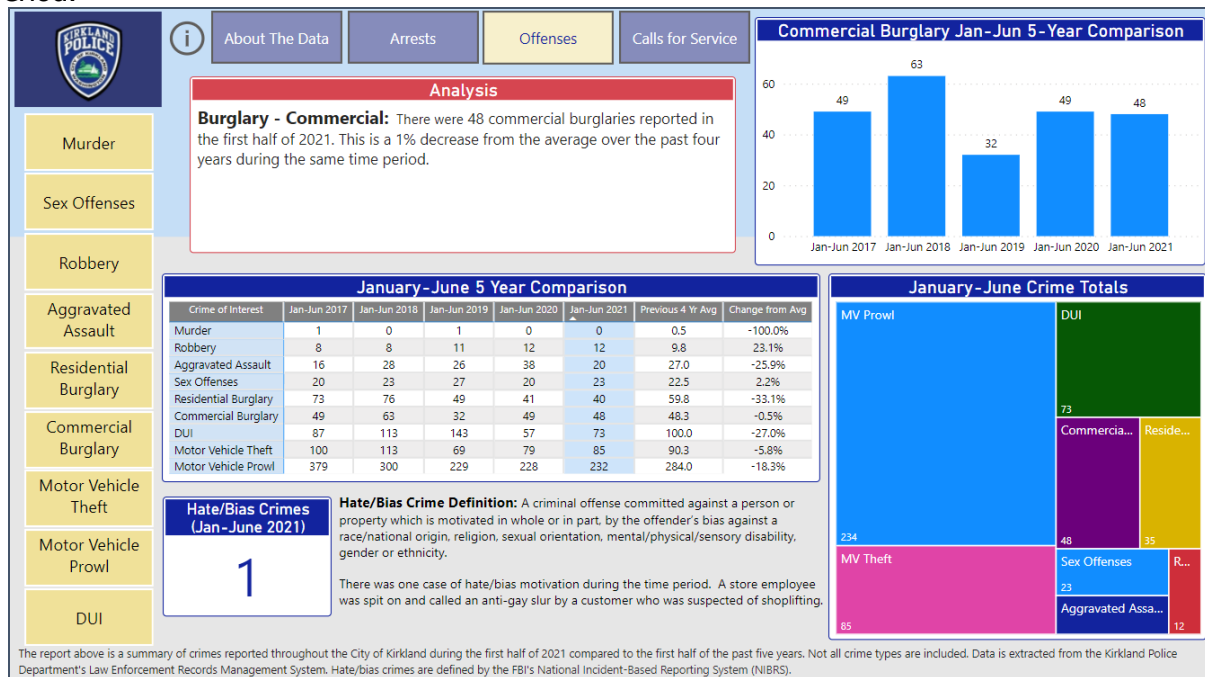 KIRKLAND
POLICE
i
About The Data
Arrests
Offenses
Calls for Service
Murder
Sex Offenses
Robbery
Aggravated
Assault
Residential
Burglary
Commercial
Burglary
Motor Vehicle
Theft
Motor Vehicle
Prowl
DUI
Analysis
Burglary - Commercial: There were 48 commercial burglaries reported in
the first half of 2021. This is a 1% decrease from the average over the past four
years during the same time period.
Commercial Burglary Jan-Jun 5-Year Comparison
60
40
20
0
49
63
32
49
48
Jan-Jun 2017 Jan-Jun 2018 Jan-Jun 2019 Jan-Jun 2020 Jan-Jun 2021
January-June 5 Year Comparison
Crime of Interest Jan-Jun 2017 Jan-Jun 2018 Jan-Jun 2019 Jan-Jun 2020 Jan-Jun 2021 Previous 4 Yr Avg Change from Avg
Murder 1 0 1 0 0 0.5 -100.0%
Robbery 8 8 11 12 12 9.8 23.1%
Aggravated Assault 16 28 26 38 20 27.0 -25.9%
Sex Offenses 20 23 27 20 23 22.5 2.2%
Residential Burglary 73 76 49 41 40 59.8 -33.1%
Commercial Burglary 49 63 32 49 48 48.3 -0.5%
DUI 87 113 143 57 73 100.0 -27.0%
Motor Vehicle Theft 100 113 69 79 85 90.3 -5.8%
Motor Vehicle Prowl 379 300 229 228 232 284.0 -18.3%
January-June Crime Totals
MV Prowl
234
MV Theft
85
DUI
73
Commercia...
48
Reside...
35
Sex Offenses
23
Aggravated Assa...
R...
12
Hate/Bias Crimes
(Jan-June 2021)
1
Hate/Bias Crime Definition: A criminal offense committed against a person or
property which is motivated in whole or in part, by the offender's bias against a
race/national origin, religion, sexual orientation, mental/physical/sensory disability,
gender or ethnicity.
There was one case of hate/bias motivation during the time period. A store employee
was spit on and called an anti-gay slur by a customer who was suspected of shoplifting.
The report above is a summary of crimes reported throughout the City of Kirkland during the first half of 2021 compared to the first half of the past five years. Not all crime types are included. Data is extracted from the Kirkland Police
Department's Law Enforcement Records Management System. Hate/bias crimes are defined by the FBI's National Incident-Based Reporting System (NIBRS).